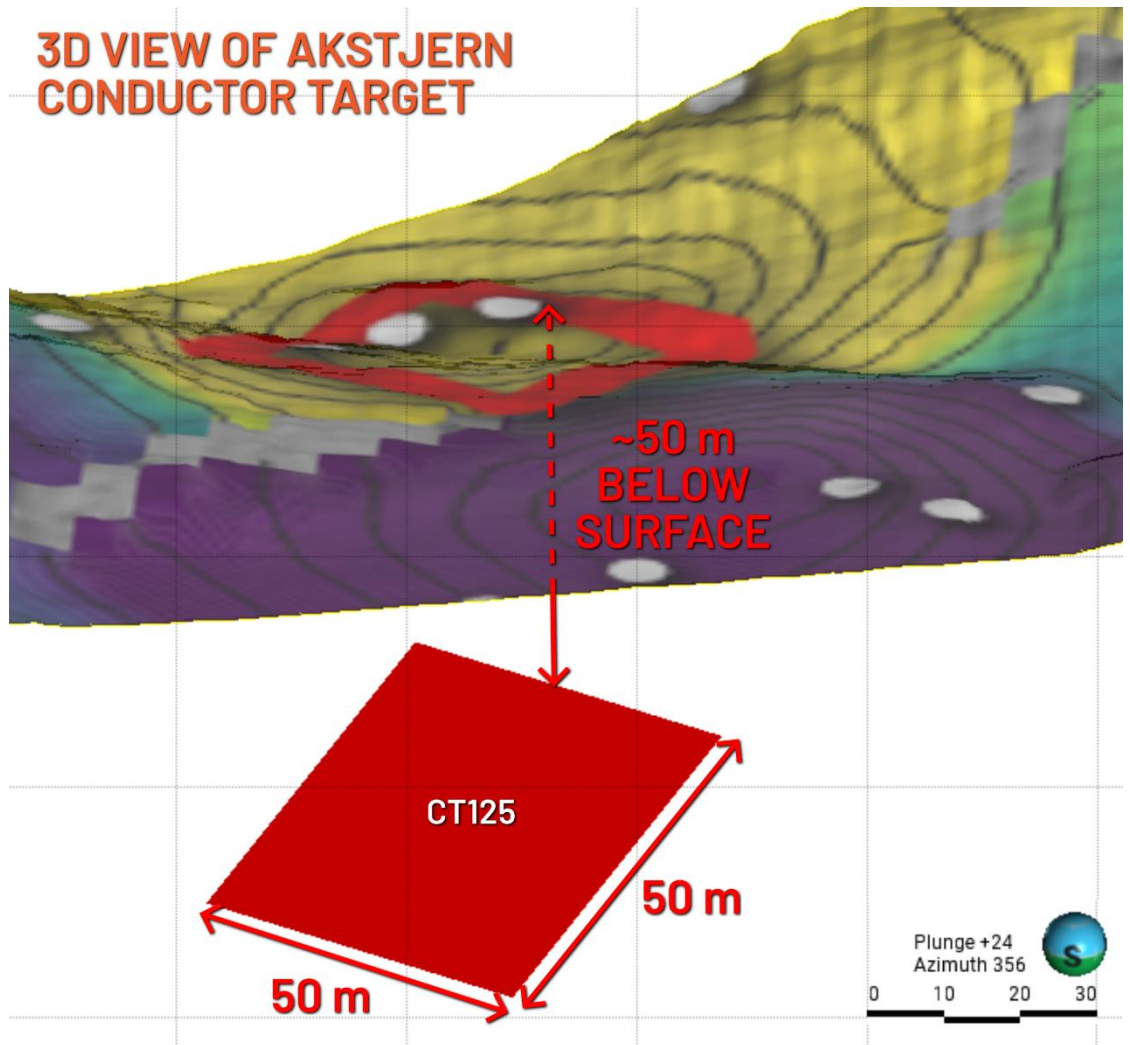 3D VIEW OF AKSTJERN
CONDUCTOR TARGET
~50 m
BELOW
SURFACE
CT125
50 m
50 m
Plunge +24
Azimuth 356
S
0 10 20 30